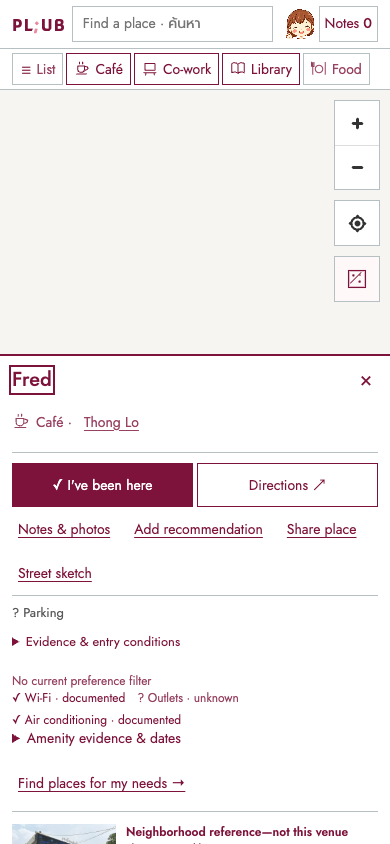 PL;UB
Find a place · ค้นหา
Notes 0
≡ List
Café
Co-work
Library
Food
+
−
Fred
×
Café · Thong Lo
✓ I've been here
Directions ↗
Notes & photos
Add recommendation
Share place
Street sketch
? Parking
▶ Evidence & entry conditions
No current preference filter
✓ Wi-Fi · documented ? Outlets · unknown
✓ Air conditioning · documented
▶ Amenity evidence & dates
Find places for my needs →
Neighborhood reference—not this venue